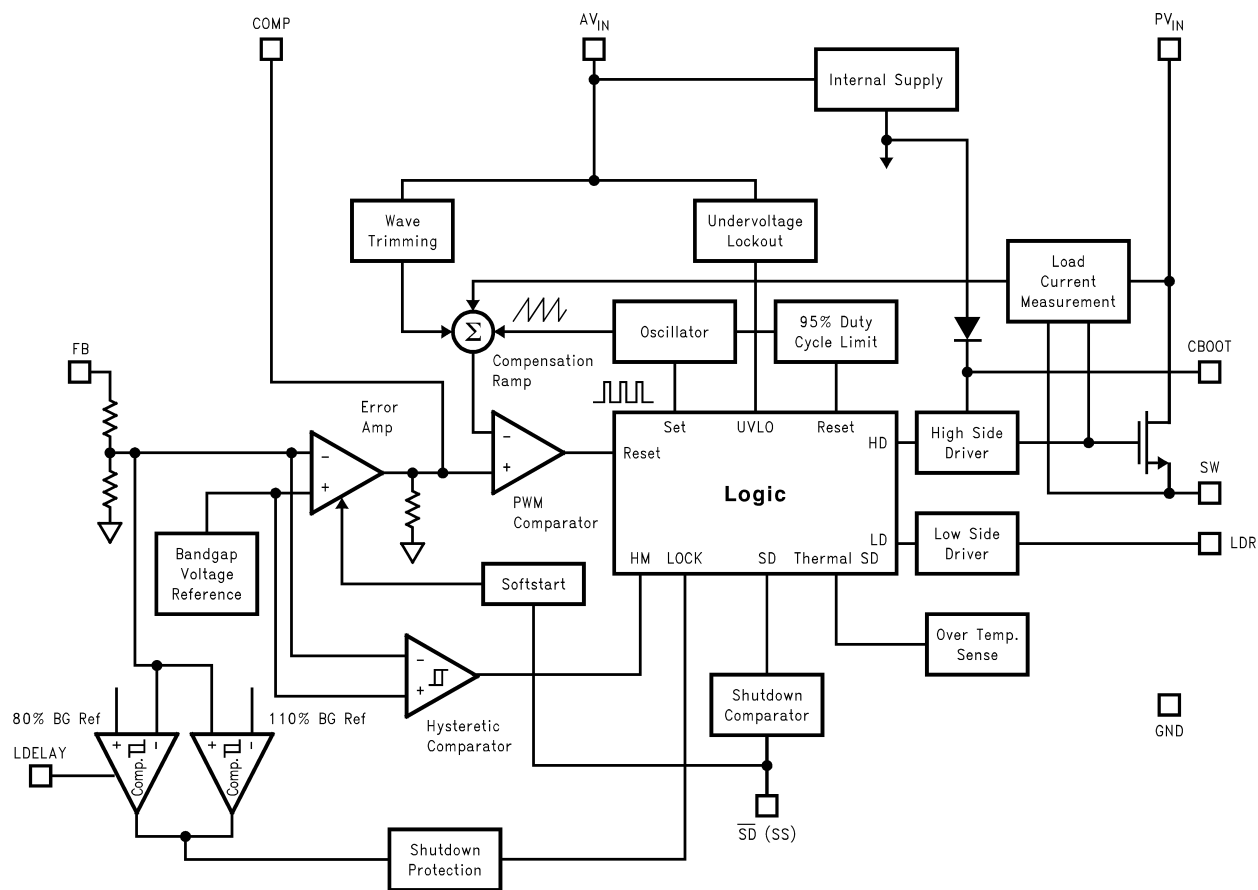 COMP
AVIN
PVIN
Internal Supply
Wave
Trimming
Undervoltage
Lockout
Load
Current
Measurement
Σ
Oscillator
95% Duty
Cycle Limit
Compensation
Ramp
FB
CBOOT
Error
Amp
Set
UVLO
Reset
Reset
HD
High Side
Driver
-
+
-
+
PWM
Comparator
Logic
SW
LD
Low Side
Driver
LDR
Bandgap
Voltage
Reference
HM
LOCK
SD
Thermal SD
Softstart
Over Temp.
Sense
-
+
Hysteretic
Comparator
Shutdown
Comparator
80% BG Ref
110% BG Ref
+
-
+
-
Comp.
Comp.
LDELAY
GND
S̅D̅ (SS)
Shutdown
Protection